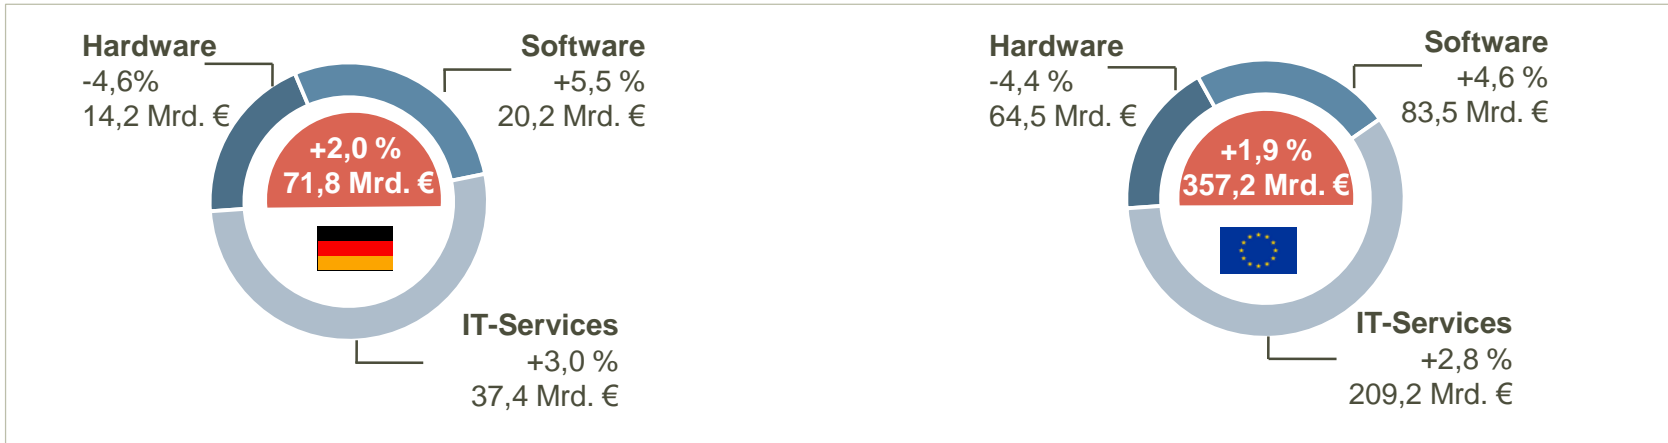 Hardware
-4,6%
14,2 Mrd. €
Software
+5,5 %
20,2 Mrd. €
+2,0 %
71,8 Mrd. €
IT-Services
+3,0 %
37,4 Mrd. €
Hardware
-4,4 %
64,5 Mrd. €
Software
+4,6 %
83,5 Mrd. €
+1,9 %
357,2 Mrd. €
IT-Services
+2,8 %
209,2 Mrd. €